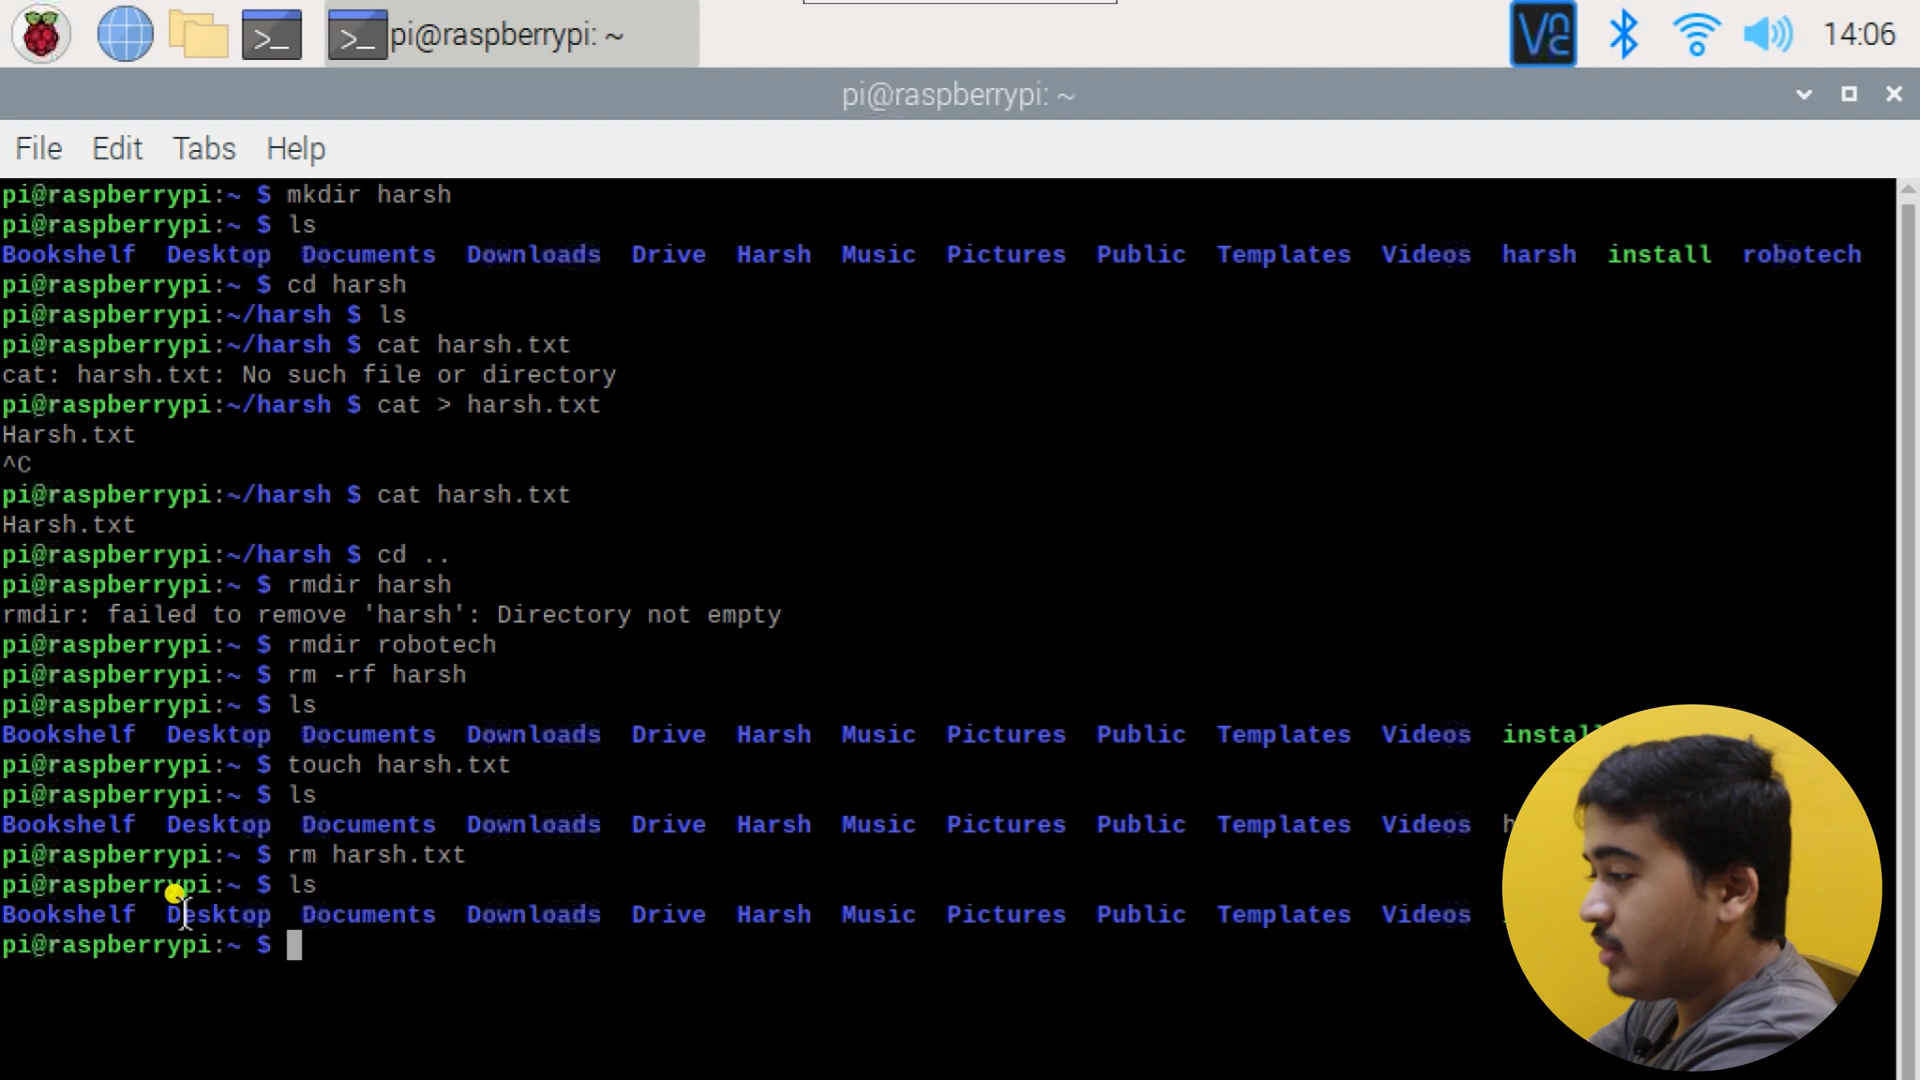 pi@raspberrypi: ~
14:06
pi@raspberrypi: ~
File Edit Tabs Help
pi@raspberrypi:~ $ mkdir harsh
pi@raspberrypi:~ $ ls
Bookshelf Desktop Documents Downloads Drive Harsh Music Pictures Public Templates Videos harsh install robotech
pi@raspberrypi:~ $ cd harsh
pi@raspberrypi:~/harsh $ ls
pi@raspberrypi:~/harsh $ cat harsh.txt
cat: harsh.txt: No such file or directory
pi@raspberrypi:~/harsh $ cat > harsh.txt
Harsh.txt
^C
pi@raspberrypi:~/harsh $ cat harsh.txt
Harsh.txt
pi@raspberrypi:~/harsh $ cd ..
pi@raspberrypi:~ $ rmdir harsh
rmdir: failed to remove 'harsh': Directory not empty
pi@raspberrypi:~ $ rmdir robotech
pi@raspberrypi:~ $ rm -rf harsh
pi@raspberrypi:~ $ ls
Bookshelf Desktop Documents Downloads Drive Harsh Music Pictures Public Templates Videos install
pi@raspberrypi:~ $ touch harsh.txt
pi@raspberrypi:~ $ ls
Bookshelf Desktop Documents Downloads Drive Harsh Music Pictures Public Templates Videos
pi@raspberrypi:~ $ rm harsh.txt
pi@raspberrypi:~ $ ls
Bookshelf Desktop Documents Downloads Drive Harsh Music Pictures Public Templates Videos
pi@raspberrypi:~ $